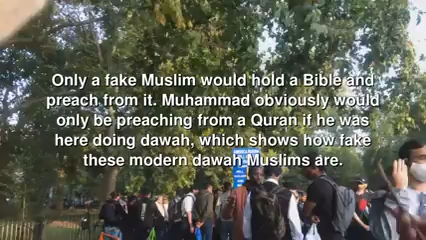 Only a fake Muslim would hold a Bible and
preach from it. Muhammad obviously would
only be preaching from a Quran if he was
here doing dawah, which shows how fake
these modern dawah Muslims are.